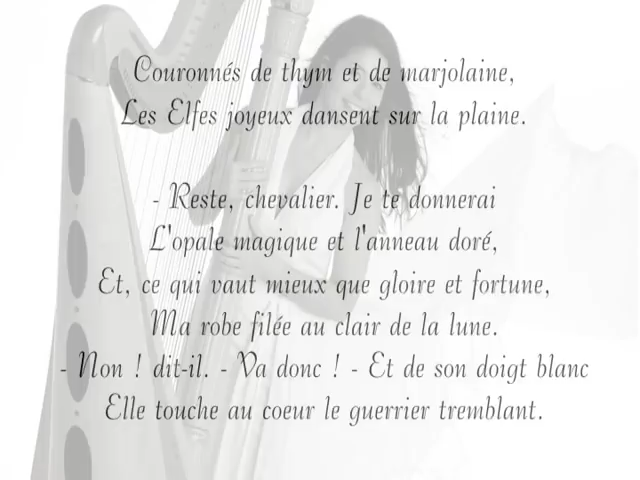 Couronnés de thym et de marjolaine,
Les Elfes joyeux dansent sur la plaine.
- Reste, chevalier. Je te donnerai
L'opale magique et l'anneau doré,
Et, ce qui vaut mieux que gloire et fortune,
Ma robe filée au clair de la lune.
- Non ! dit-il. - Va donc ! - Et de son doigt blanc
Elle touche au coeur le guerrier tremblant.